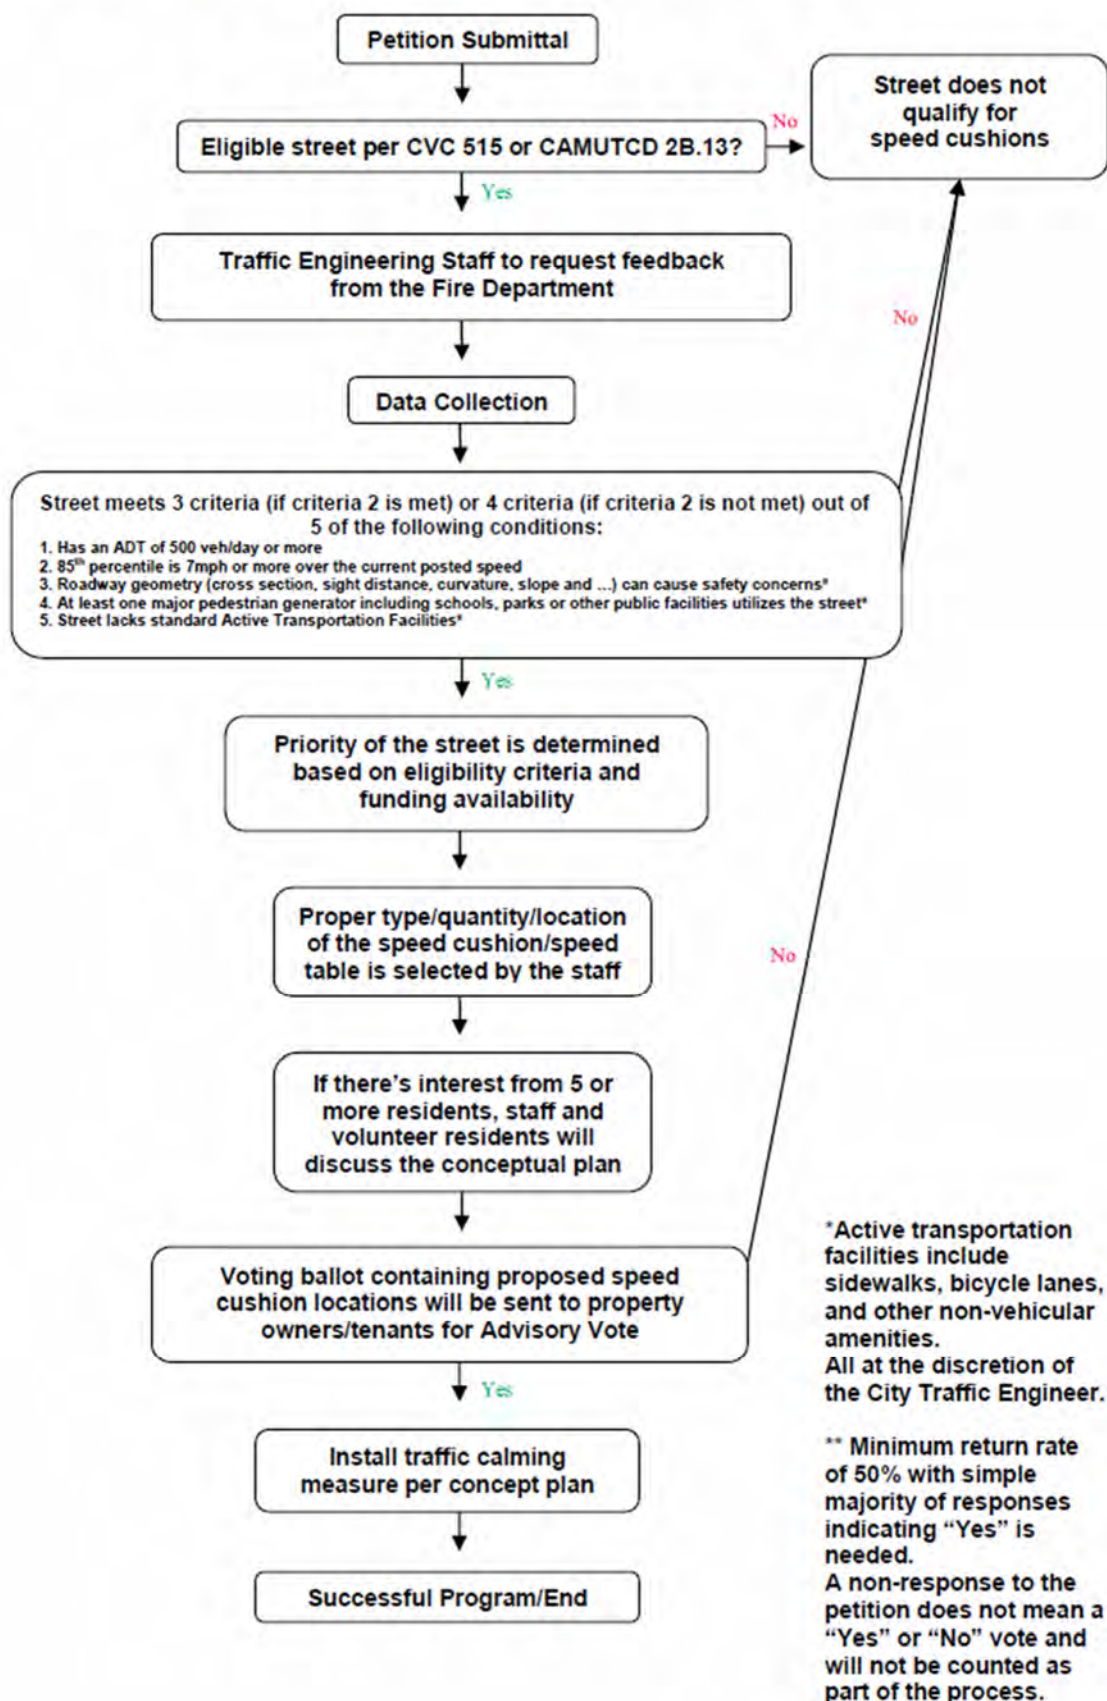 Petition Submittal
Street does not
qualify for
speed cushions
Eligible street per CVC 515 or CAMUTCD 2B.13?
No
Yes
Traffic Engineering Staff to request feedback
from the Fire Department
No
Data Collection
Street meets 3 criteria (if criteria 2 is met) or 4 criteria (if criteria 2 is not met) out of
5 of the following conditions:
1. Has an ADT of 500 veh/day or more
2. 85th percentile is 7mph or more over the current posted speed
3. Roadway geometry (cross section, sight distance, curvature, slope and ...) can cause safety concerns*
4. At least one major pedestrian generator including schools, parks or other public facilities utilizes the street*
5. Street lacks standard Active Transportation Facilities*
Yes
Priority of the street is determined
based on eligibility criteria and
funding availability
Proper type/quantity/location
of the speed cushion/speed
table is selected by the staff
No
If there's interest from 5 or
more residents, staff and
volunteer residents will
discuss the conceptual plan
Voting ballot containing proposed speed
cushion locations will be sent to property
owners/tenants for Advisory Vote
Yes
Install traffic calming
measure per concept plan
Successful Program/End
*Active transportation
facilities include
sidewalks, bicycle lanes,
and other non-vehicular
amenities.
All at the discretion of
the City Traffic Engineer.
** Minimum return rate
of 50% with simple
majority of responses
indicating “Yes” is
needed.
A non-response to the
petition does not mean a
“Yes” or “No” vote and
will not be counted as
part of the process.